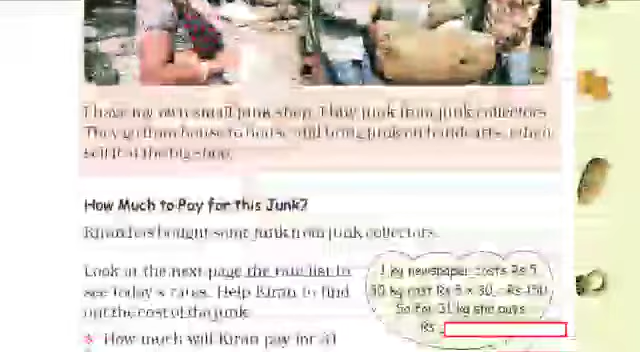 I have my own small junk shop. I buy junk from junk collectors.
They go from house to house and bring junk on handcarts. I then
sell it at the big shop.
How Much to Pay for this Junk?
Kiran has bought some junk from junk collectors.
Look at the next page the rate list to
see today's rates. Help Kiran to find
out the cost of the junk.
* How much will Kiran pay for 31
1 kg newspaper costs Rs 5
30 kg cost Rs 5 x 30 = Rs 150
So for 31 kg she pays
Rs